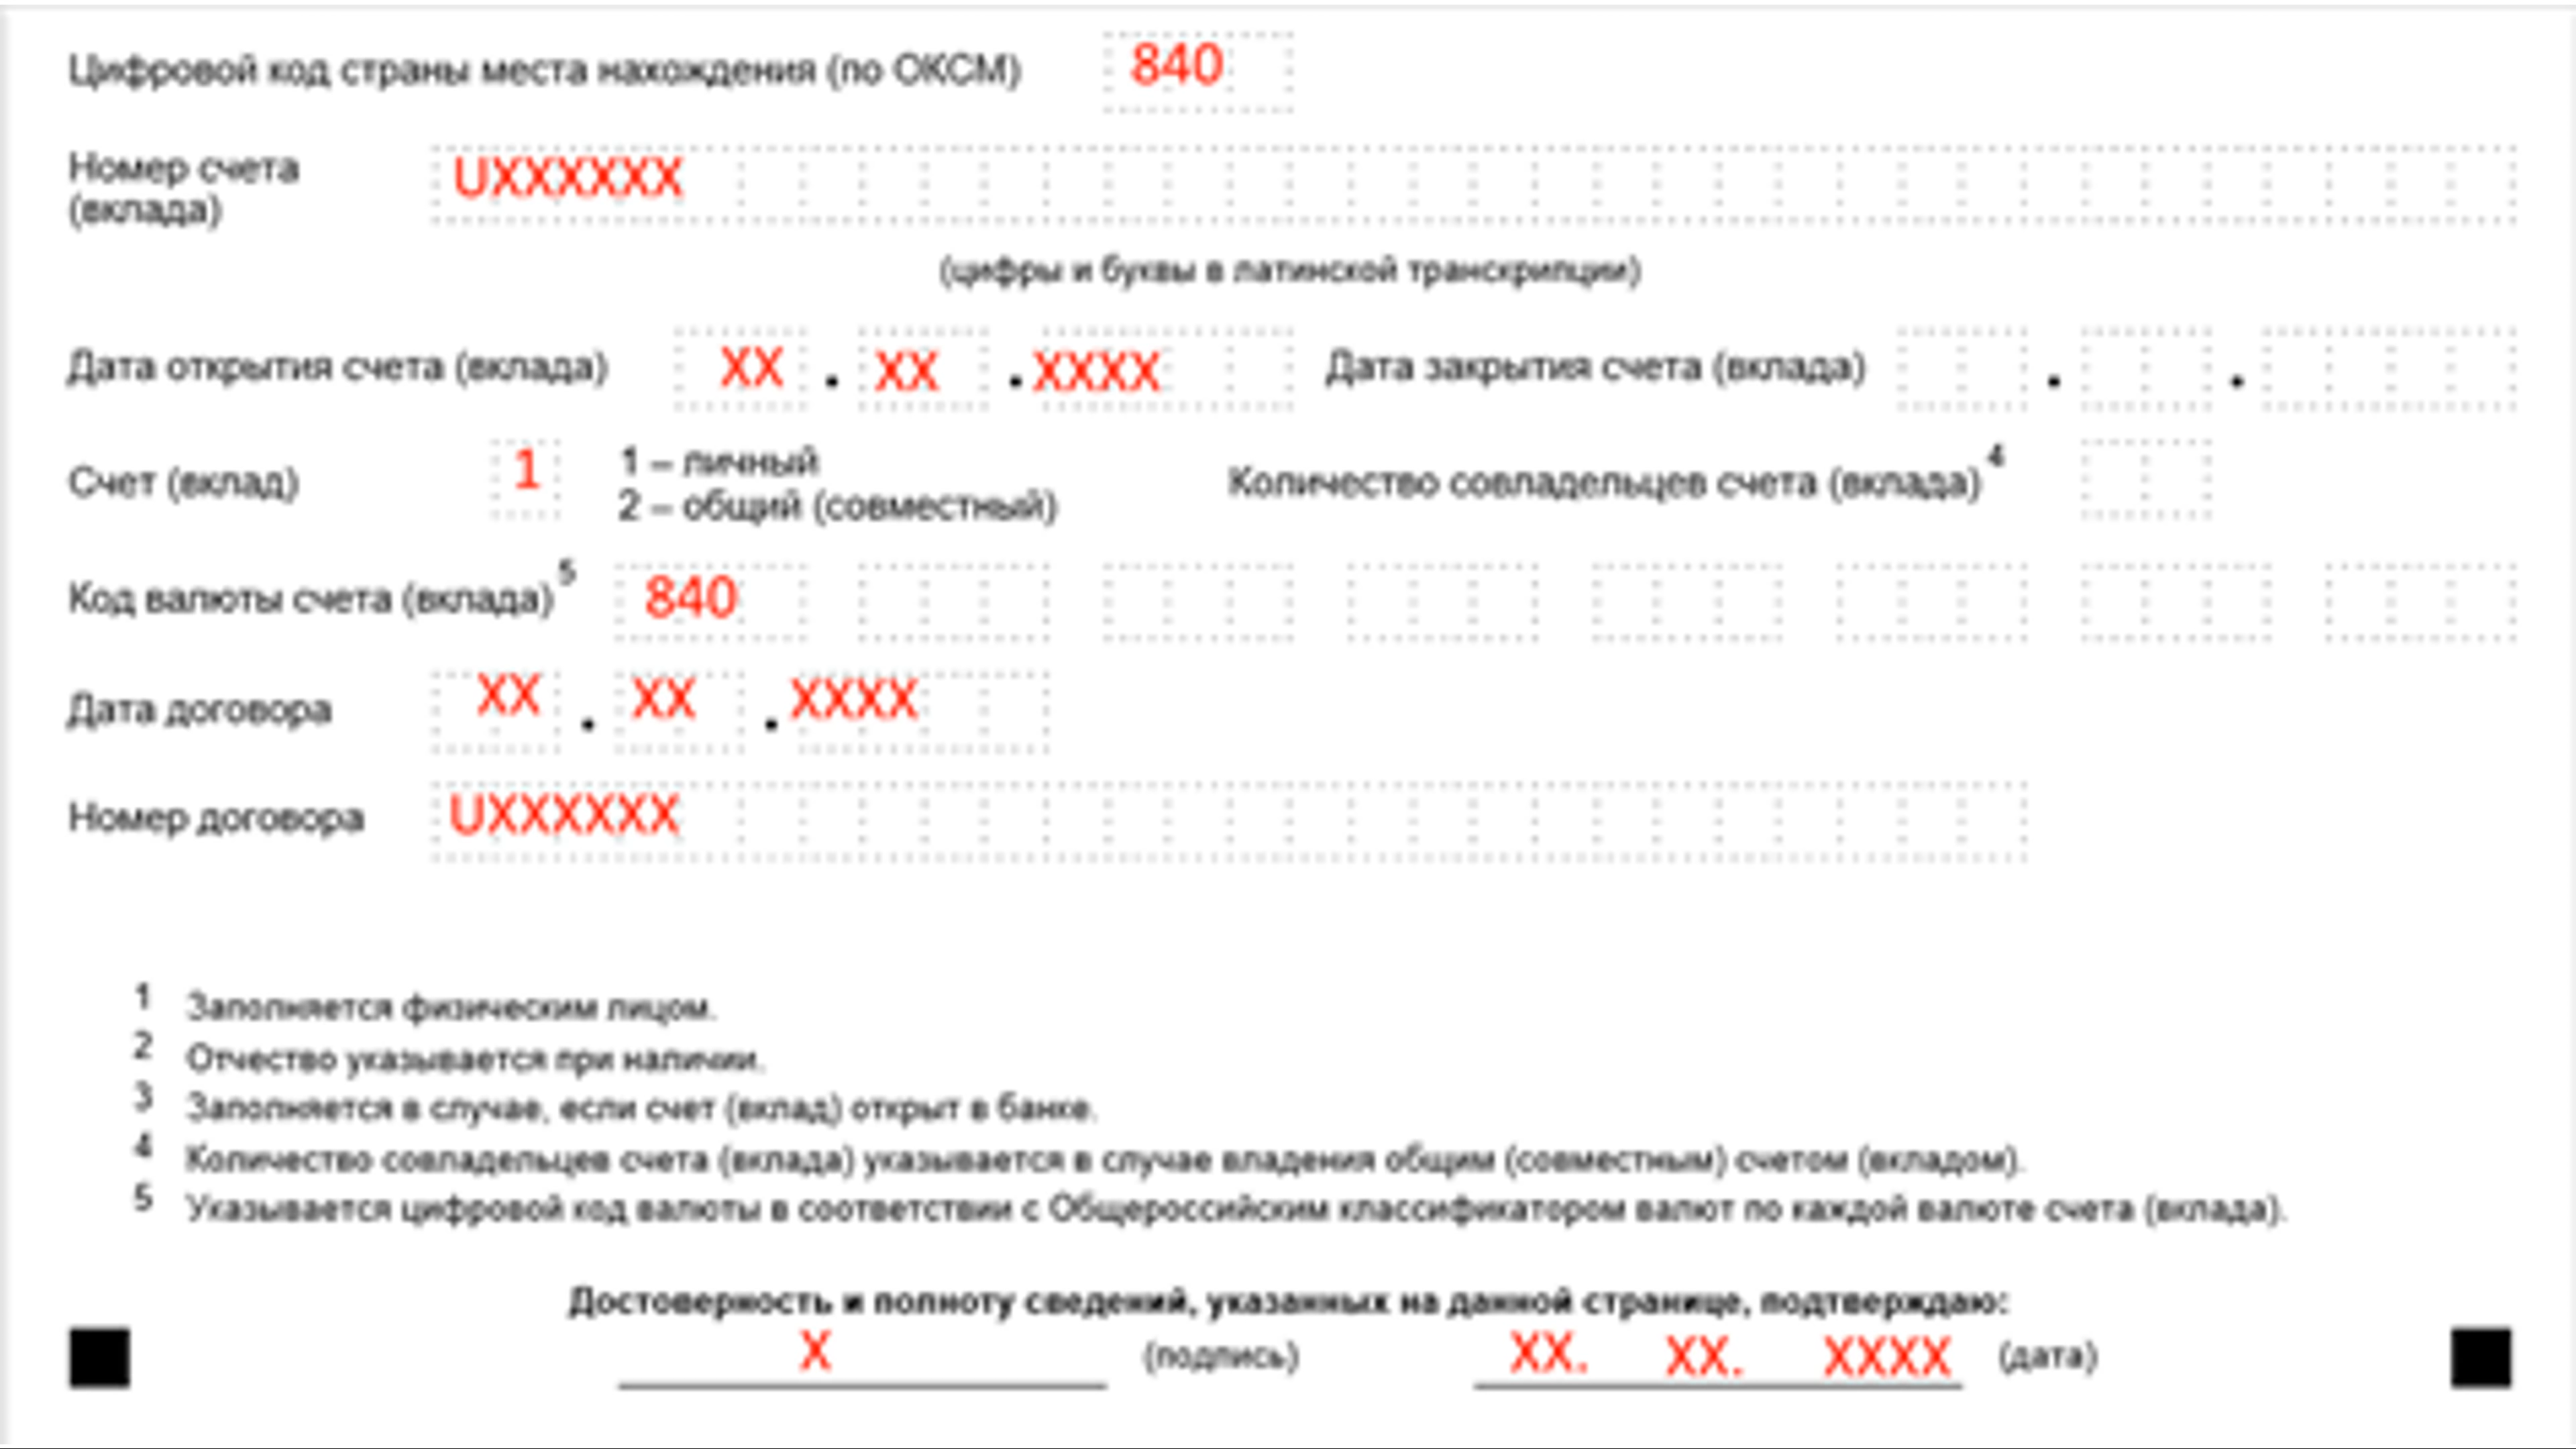 Цифровой код страны места нахождения (по ОКСМ) 840
Номер счета
(вклада) UXXXXXX
(цифры и буквы в латинской транскрипции)
Дата открытия счета (вклада) XX . XX . XXXX Дата закрытия счета (вклада) . .
Счет (вклад) 1 1 – личный
2 – общий (совместный) Количество совладельцев счета (вклада) 4
Код валюты счета (вклада) 5 840
Дата договора XX . XX . XXXX
Номер договора UXXXXXX
1 Заполняется физическим лицом.
2 Отчество указывается при наличии.
3 Заполняется в случае, если счет (вклад) открыт в банке.
4 Количество совладельцев счета (вклада) указывается в случае владения общим (совместным) счетом (вкладом).
5 Указывается цифровой код валюты в соответствии с Общероссийским классификатором валют по каждой валюте счета (вклада).
Достоверность и полноту сведений, указанных на данной странице, подтверждаю:
X (подпись) XX. XX. XXXX (дата)